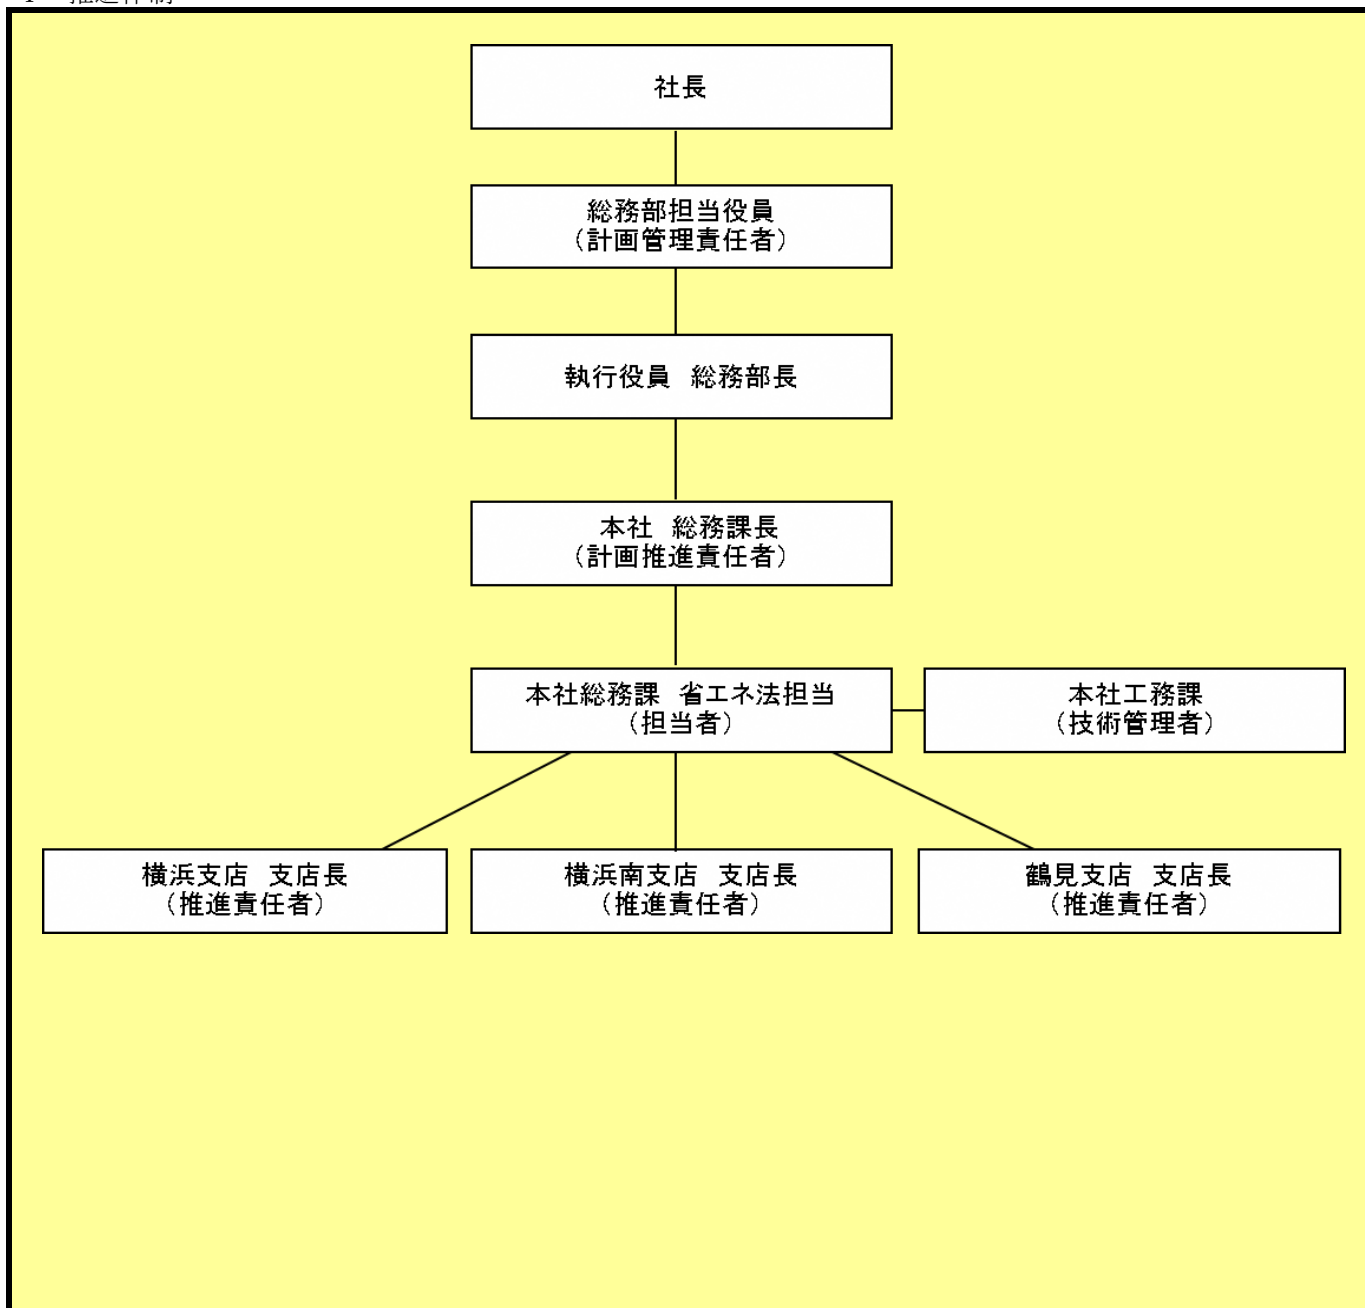 社長
総務部担当役員
（計画管理責任者）
執行役員　総務部長
本社　総務課長
（計画推進責任者）
本社総務課　省エネ法担当
（担当者）
本社工務課
（技術管理者）
横浜支店　支店長
（推進責任者）
横浜南支店　支店長
（推進責任者）
鶴見支店　支店長
（推進責任者）